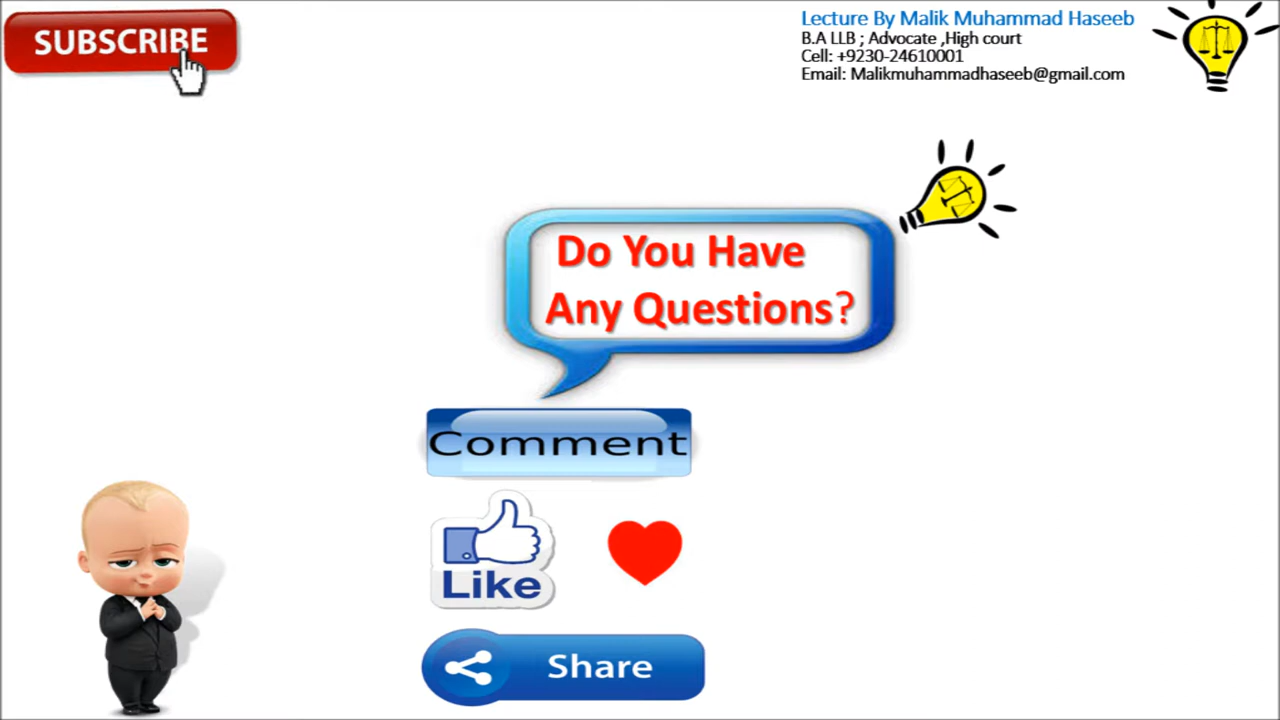 SUBSCRIBE
Lecture By Malik Muhammad Haseeb
B.A LLB ; Advocate ,High court
Cell: +9230-24610001
Email: Malikmuhammadhaseeb@gmail.com
Do You Have
Any Questions?
Comment
Like
Share